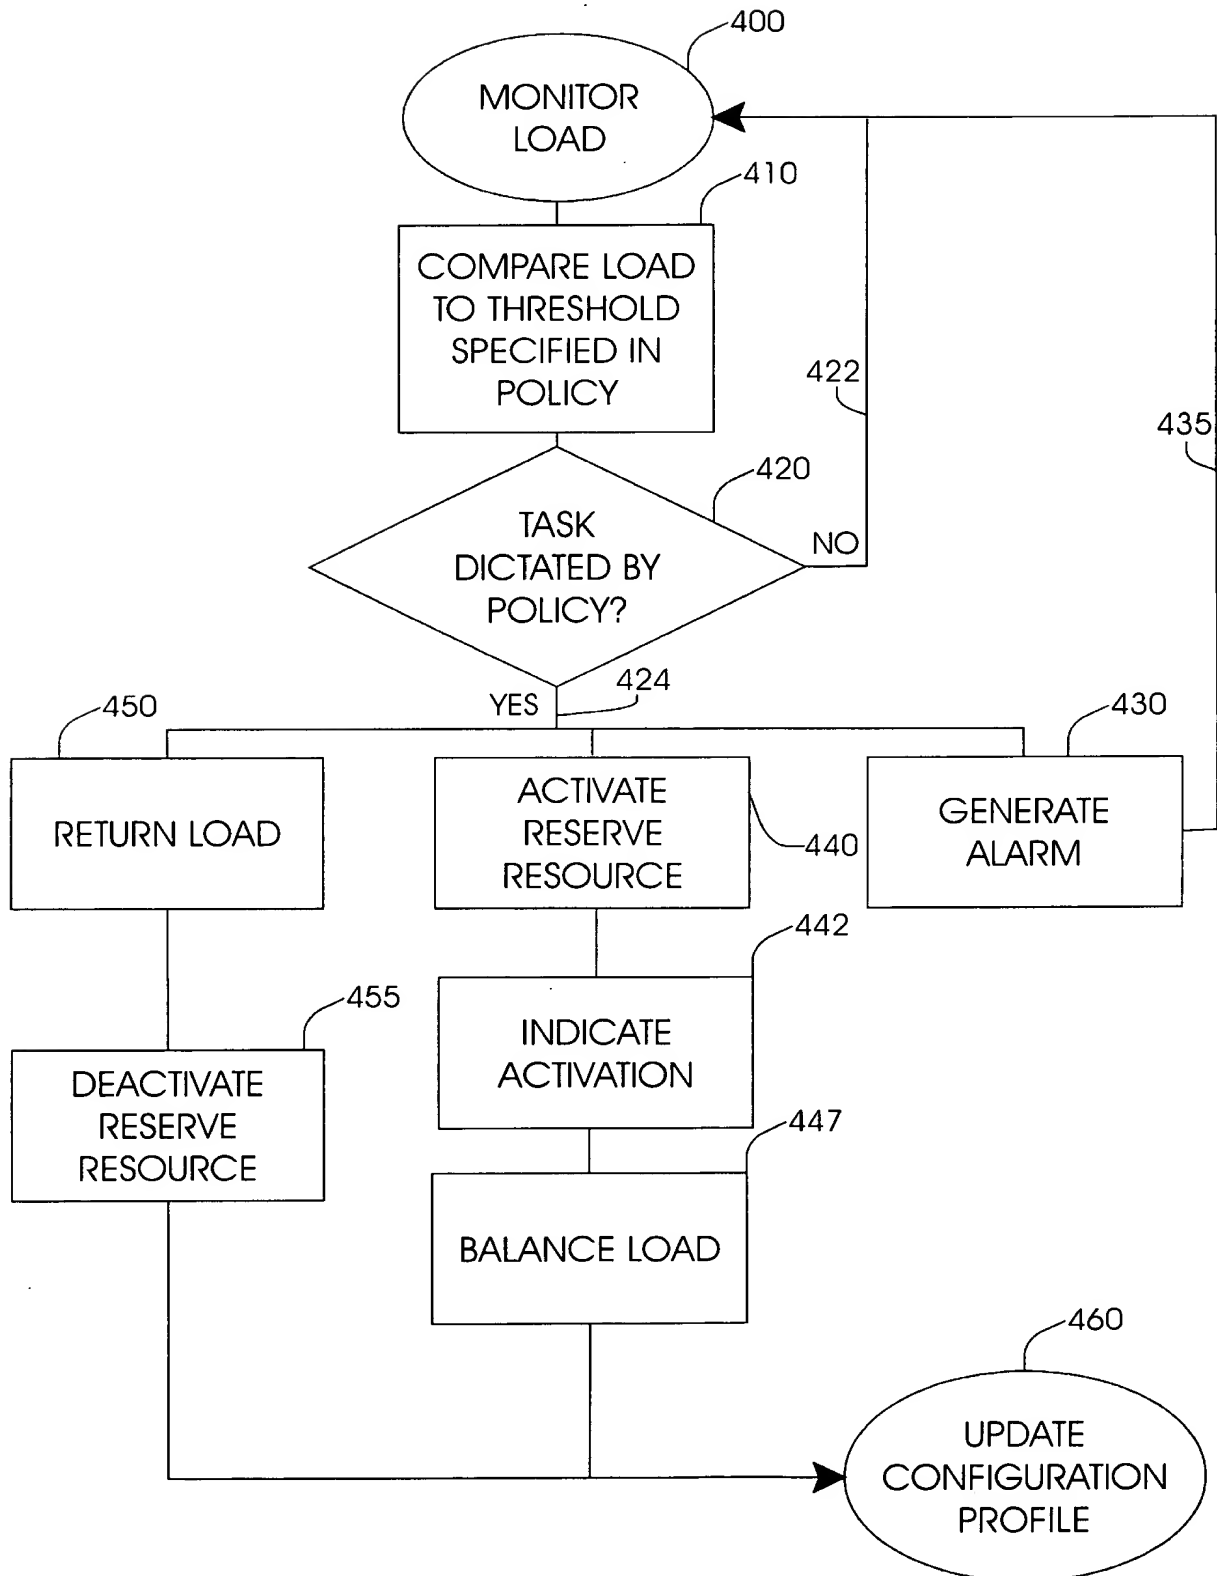 400
MONITOR
LOAD
410
COMPARE LOAD
TO THRESHOLD
SPECIFIED IN
POLICY
422
435
420
TASK
DICTATED BY
POLICY?
NO
YES
424
450
430
RETURN LOAD
ACTIVATE
RESERVE
RESOURCE
440
GENERATE
ALARM
442
INDICATE
ACTIVATION
455
DEACTIVATE
RESERVE
RESOURCE
447
BALANCE LOAD
460
UPDATE
CONFIGURATION
PROFILE